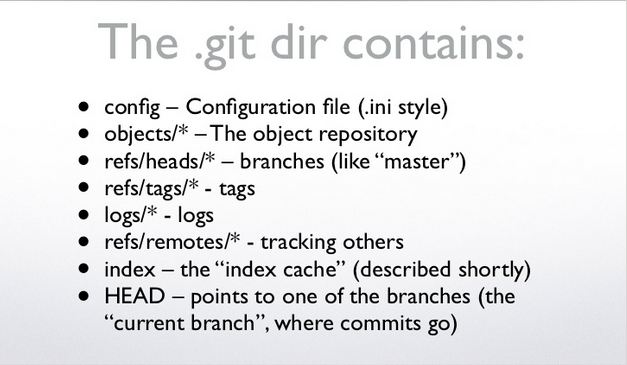 The .git dir contains:
• config – Configuration file (.ini style)
• objects/* – The object repository
• refs/heads/* – branches (like “master”)
• refs/tags/* - tags
• logs/* - logs
• refs/remotes/* - tracking others
• index – the “index cache” (described shortly)
• HEAD – points to one of the branches (the
“current branch”, where commits go)